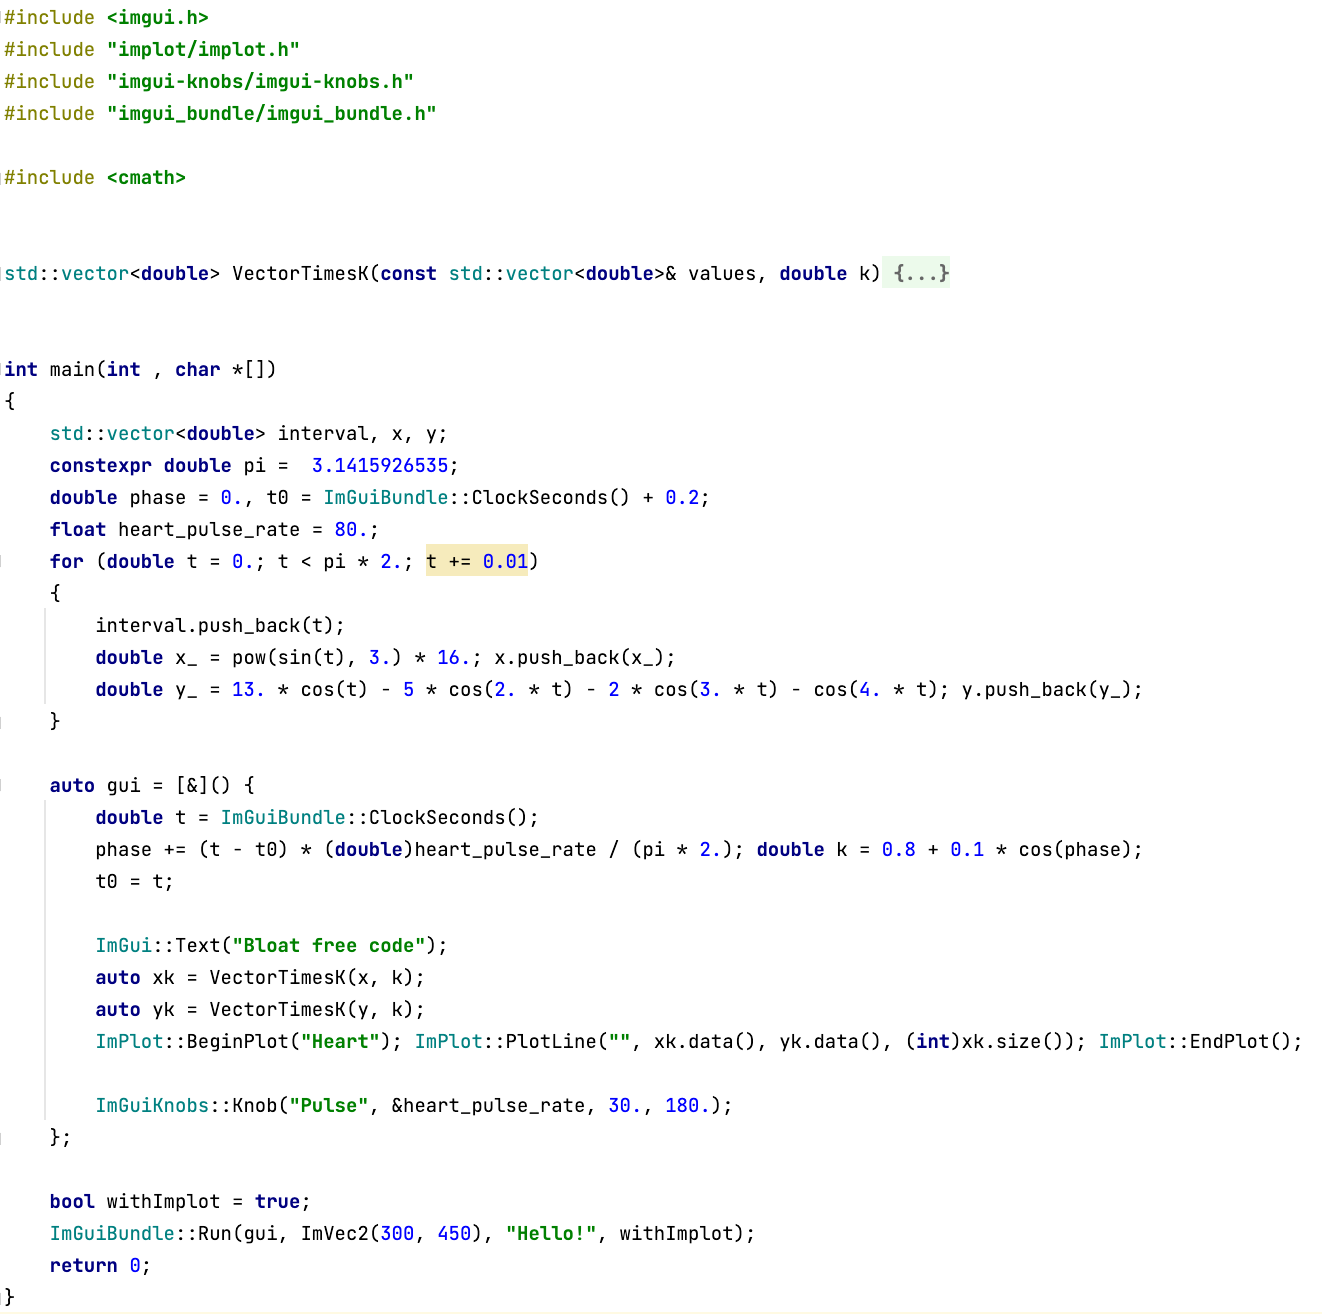 #include <imgui.h>
#include "implot/implot.h"
#include "imgui-knobs/imgui-knobs.h"
#include "imgui_bundle/imgui_bundle.h"

#include <cmath>


std::vector<double> VectorTimesK(const std::vector<double>& values, double k) {...}


int main(int , char *[])
{
    std::vector<double> interval, x, y;
    constexpr double pi =  3.1415926535;
    double phase = 0., t0 = ImGuiBundle::ClockSeconds() + 0.2;
    float heart_pulse_rate = 80.;
    for (double t = 0.; t < pi * 2.; t += 0.01)
    {
        interval.push_back(t);
        double x_ = pow(sin(t), 3.) * 16.; x.push_back(x_);
        double y_ = 13. * cos(t) - 5 * cos(2. * t) - 2 * cos(3. * t) - cos(4. * t); y.push_back(y_);
    }

    auto gui = [&]() {
        double t = ImGuiBundle::ClockSeconds();
        phase += (t - t0) * (double)heart_pulse_rate / (pi * 2.); double k = 0.8 + 0.1 * cos(phase);
        t0 = t;

        ImGui::Text("Bloat free code");
        auto xk = VectorTimesK(x, k);
        auto yk = VectorTimesK(y, k);
        ImPlot::BeginPlot("Heart"); ImPlot::PlotLine("", xk.data(), yk.data(), (int)xk.size()); ImPlot::EndPlot();

        ImGuiKnobs::Knob("Pulse", &heart_pulse_rate, 30., 180.);
    };

    bool withImplot = true;
    ImGuiBundle::Run(gui, ImVec2(300, 450), "Hello!", withImplot);
    return 0;
}